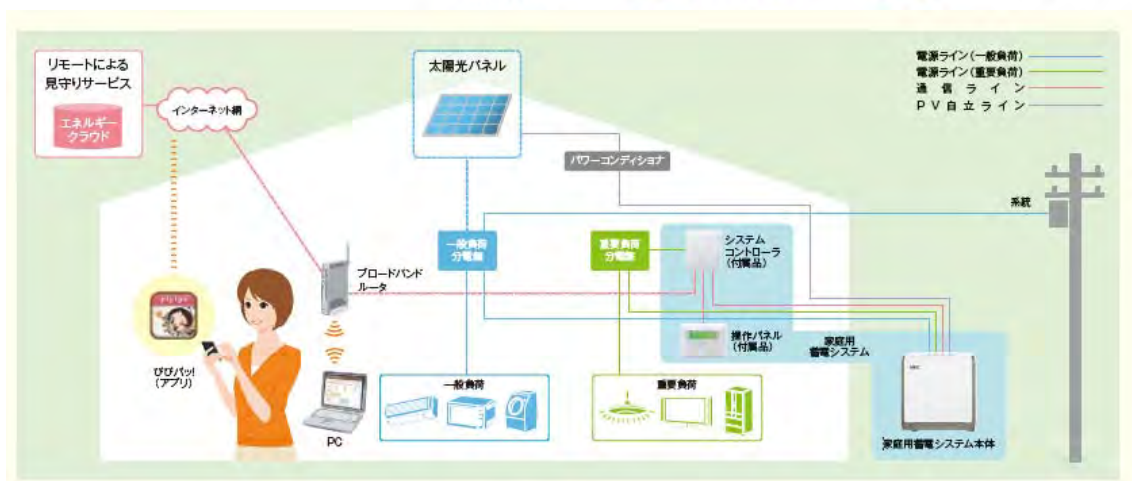 リモートによる
見守りサービス
エネルギー
クラウド
インターネット網
太陽光パネル
電源ライン(一般負荷)
電源ライン(重要負荷)
通信ライン
PV自立ライン
パワーコンディショナ
系統
一般負荷
分電盤
重要負荷
分電盤
システム
コントローラ
(付属品)
ブロードバンド
ルータ
操作パネル
(付属品)
家庭用
蓄電システム
ぴぴパッ!
(アプリ)
PC
一般負荷
重要負荷
NEC
家庭用蓄電システム本体